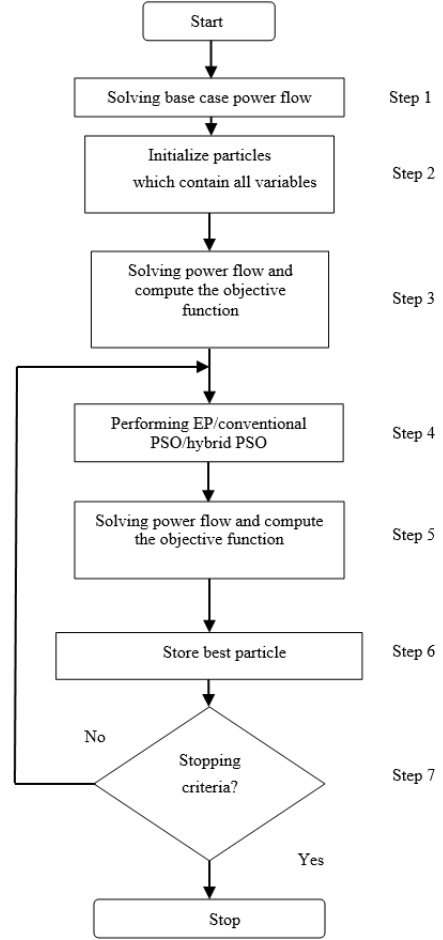 Start
Solving base case power flow
Step 1
Initialize particles
which contain all variables
Step 2
Solving power flow and
compute the objective
function
Step 3
Performing EP/conventional
PSO/hybrid PSO
Step 4
Solving power flow and compute
the objective function
Step 5
Store best particle
Step 6
No
Stopping
criteria?
Step 7
Yes
Stop